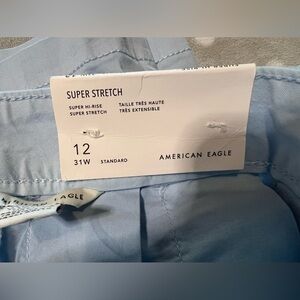 SUPER STRETCH
SUPER HI-RISE
SUPER STRETCH
TAILLE TRÈS HAUTE
TRÈS EXTENSIBLE
12
31W
STANDARD
AMERICAN EAGLE
EAGLE